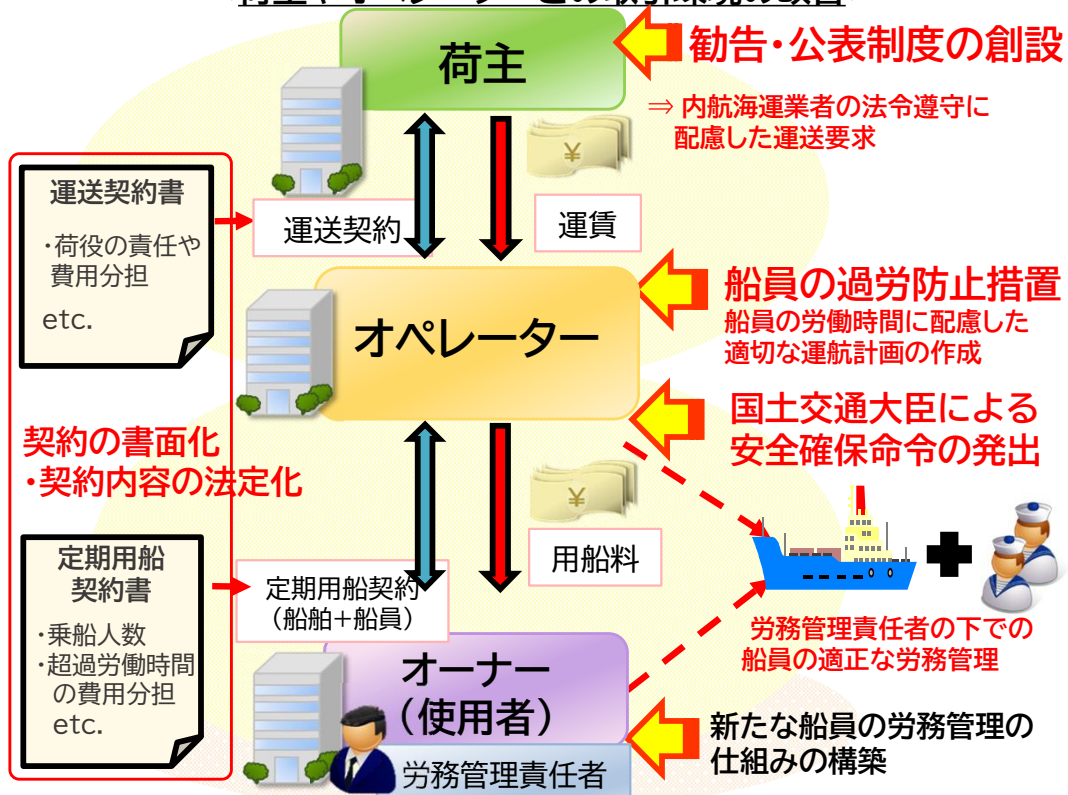 荷主
勧告・公表制度の創設
⇒ 内航海運業者の法令遵守に
配慮した運送要求
¥
運送契約書
・荷役の責任や
費用分担
etc.
運送契約
運賃
オペレーター
船員の過労防止措置
船員の労働時間に配慮した
適切な運航計画の作成
国土交通大臣による
安全確保命令の発出
契約の書面化
・契約内容の法定化
¥
用船料
定期用船
契約書
・乗船人数
・超過労働時間
の費用分担
etc.
定期用船契約
（船舶＋船員）
労務管理責任者の下での
船員の適正な労務管理
オーナー
（使用者）
労務管理責任者
新たな船員の労務管理の
仕組みの構築